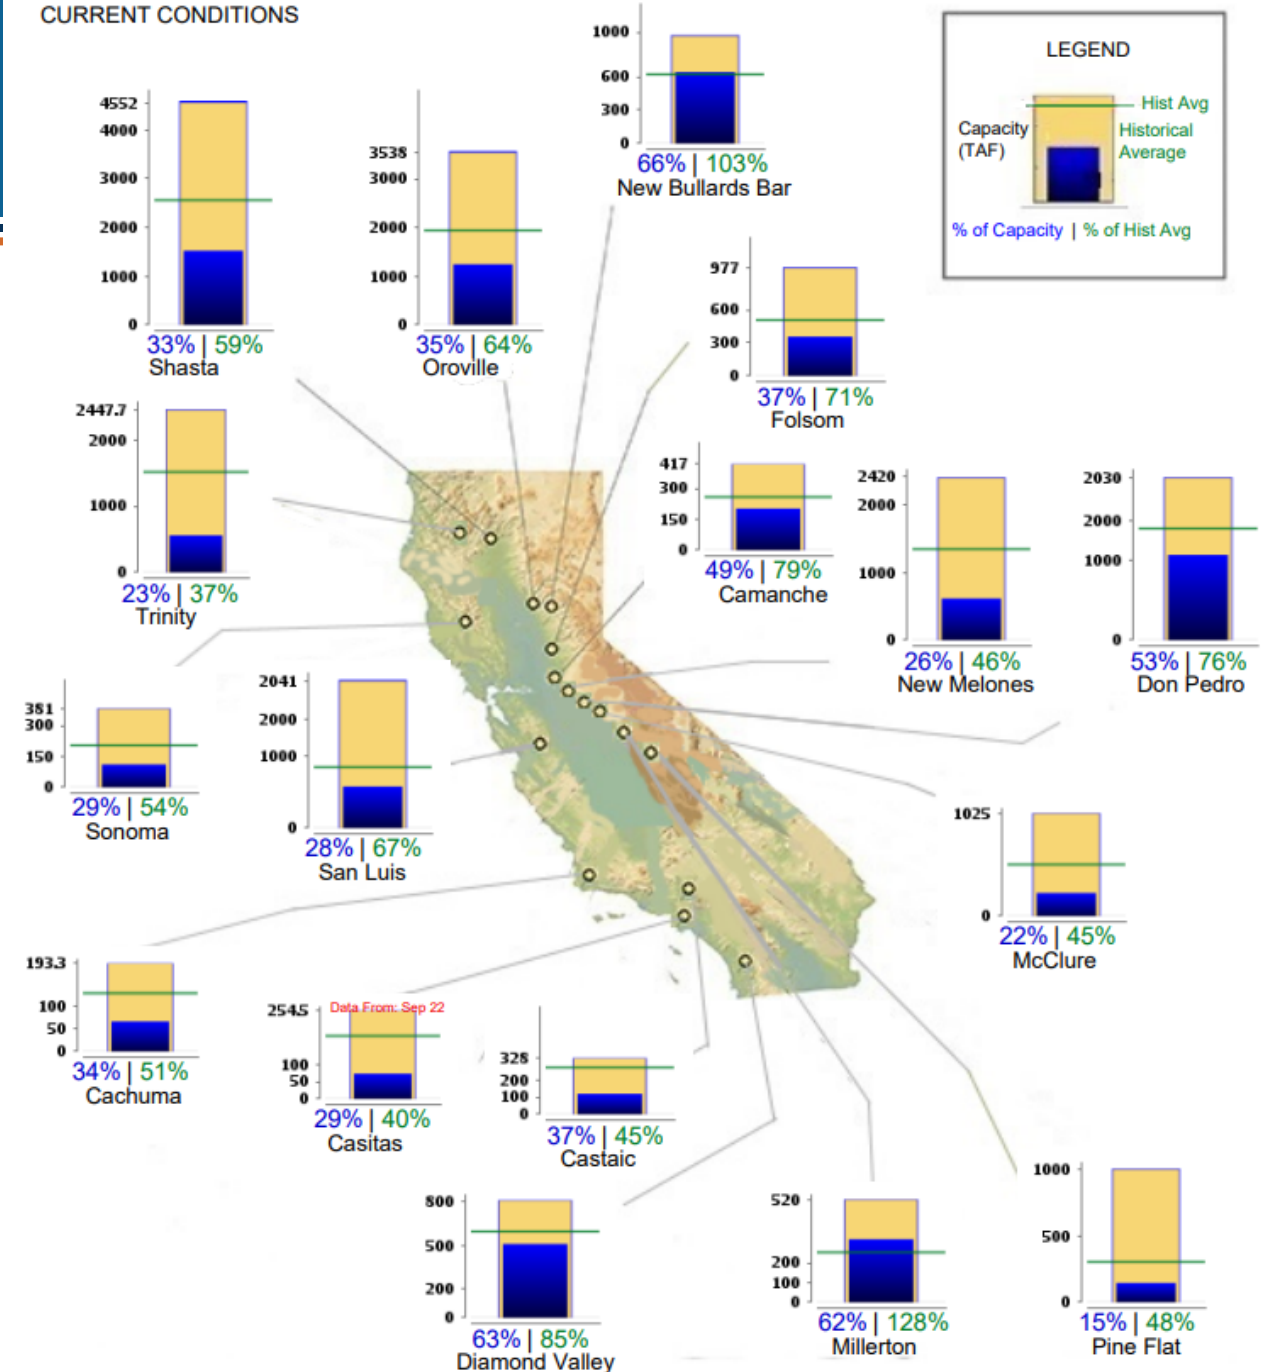 CURRENT CONDITIONS
1000
600
300
0
66% | 103%
New Bullards Bar
LEGEND
Hist Avg
Capacity
(TAF)
Historical
Average
% of Capacity | % of Hist Avg
4552
4000
3000
2000
1000
0
33% | 59%
Shasta
3538
3000
2000
1000
0
35% | 64%
Oroville
977
600
300
0
37% | 71%
Folsom
2447.7
2000
1000
0
23% | 37%
Trinity
417
300
150
0
49% | 79%
Camanche
2420
2000
1000
0
26% | 46%
New Melones
2030
2000
1000
0
53% | 76%
Don Pedro
381
300
150
0
29% | 54%
Sonoma
2041
2000
1000
0
28% | 67%
San Luis
1025
0
22% | 45%
McClure
193.3
100
50
0
34% | 51%
Cachuma
Data From: Sep 22
254.5
100
50
0
29% | 40%
Casitas
328
200
100
0
37% | 45%
Castaic
800
500
200
0
63% | 85%
Diamond Valley
520
200
100
0
62% | 128%
Millerton
1000
500
0
15% | 48%
Pine Flat